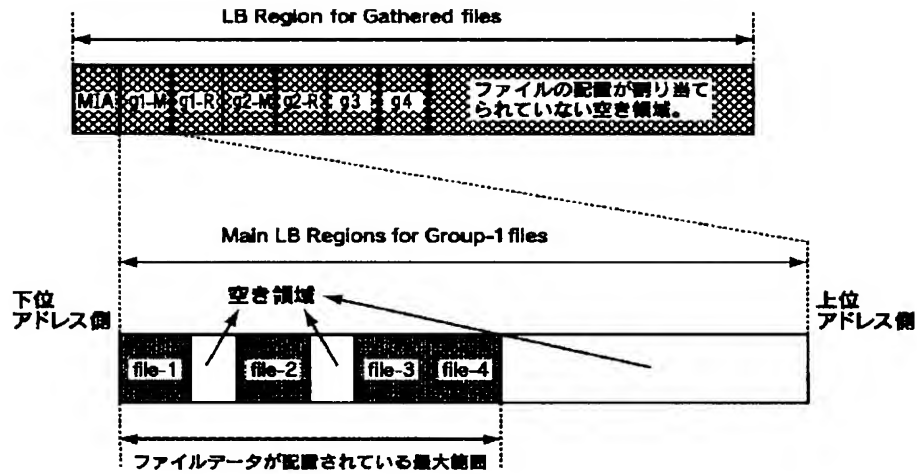 LB Region for Gathered files
MIA g1-M g1-R g2-M g2-R g3 g4
ファイルの配置が割り当て
られていない空き領域。
Main LB Regions for Group-1 files
下位
アドレス側
空き領域
上位
アドレス側
file-1 file-2 file-3 file-4
ファイルデータが配置されている最大範囲